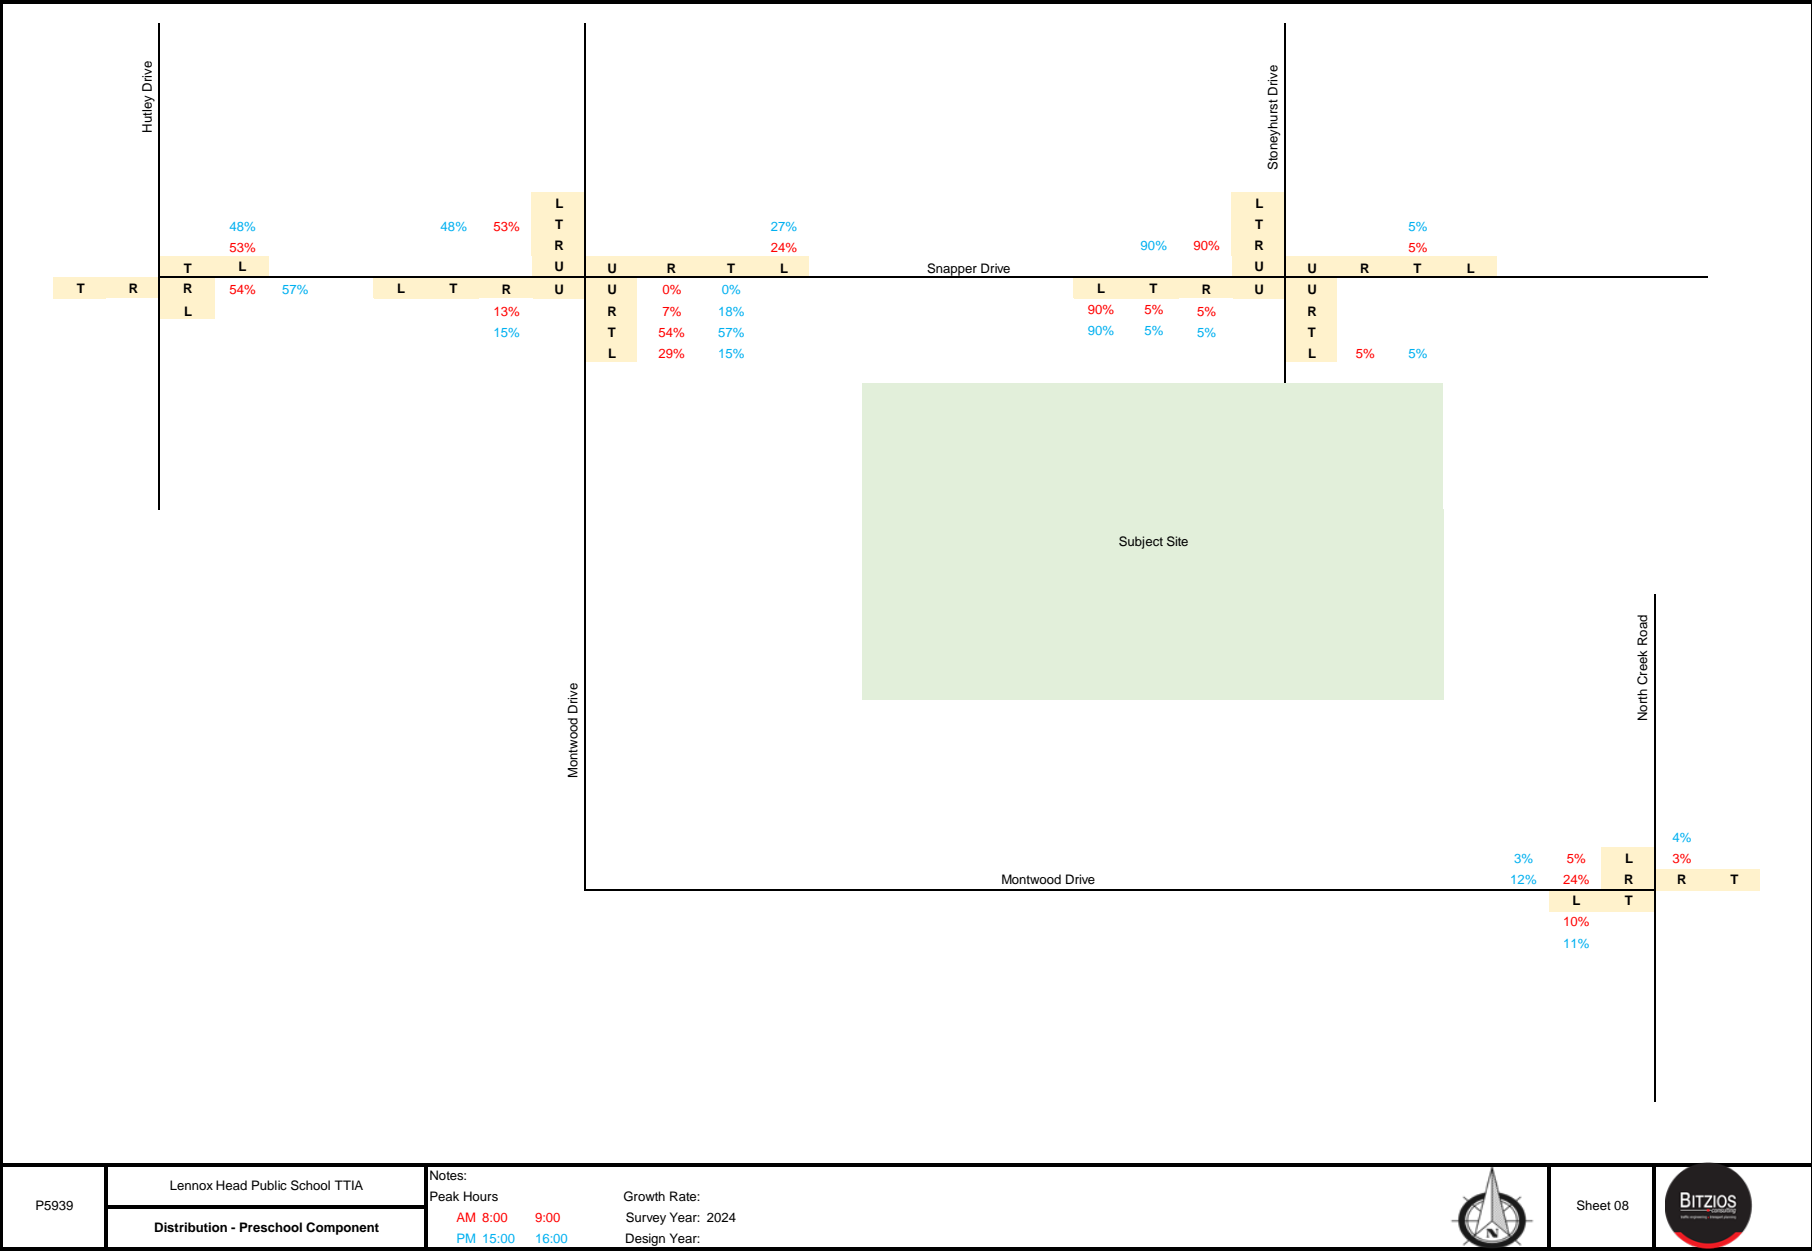 Hutley Drive
Stoneyhurst Drive
L
L
48% 48% 53% T 27% T 5%
53% R 24% 90% 90% R 5%
T L U U R T L Snapper Drive U U R T L
T R R 54% 57% L T R U U 0% 0% L T R U U
L 13% R 7% 18% 90% 5% 5% R
15% T 54% 57% 90% 5% 5% T
L 29% 15% L 5% 5%
Subject Site
North Creek Road
Montwood Drive
4%
3% 5% L 3%
Montwood Drive 12% 24% R R T
L T
10%
11%
P5939
Lennox Head Public School TTIA
Distribution - Preschool Component
Notes:
Peak Hours Growth Rate:
AM 8:00 9:00 Survey Year: 2024
PM 15:00 16:00 Design Year:
N
Sheet 08
BITZIOS
consulting